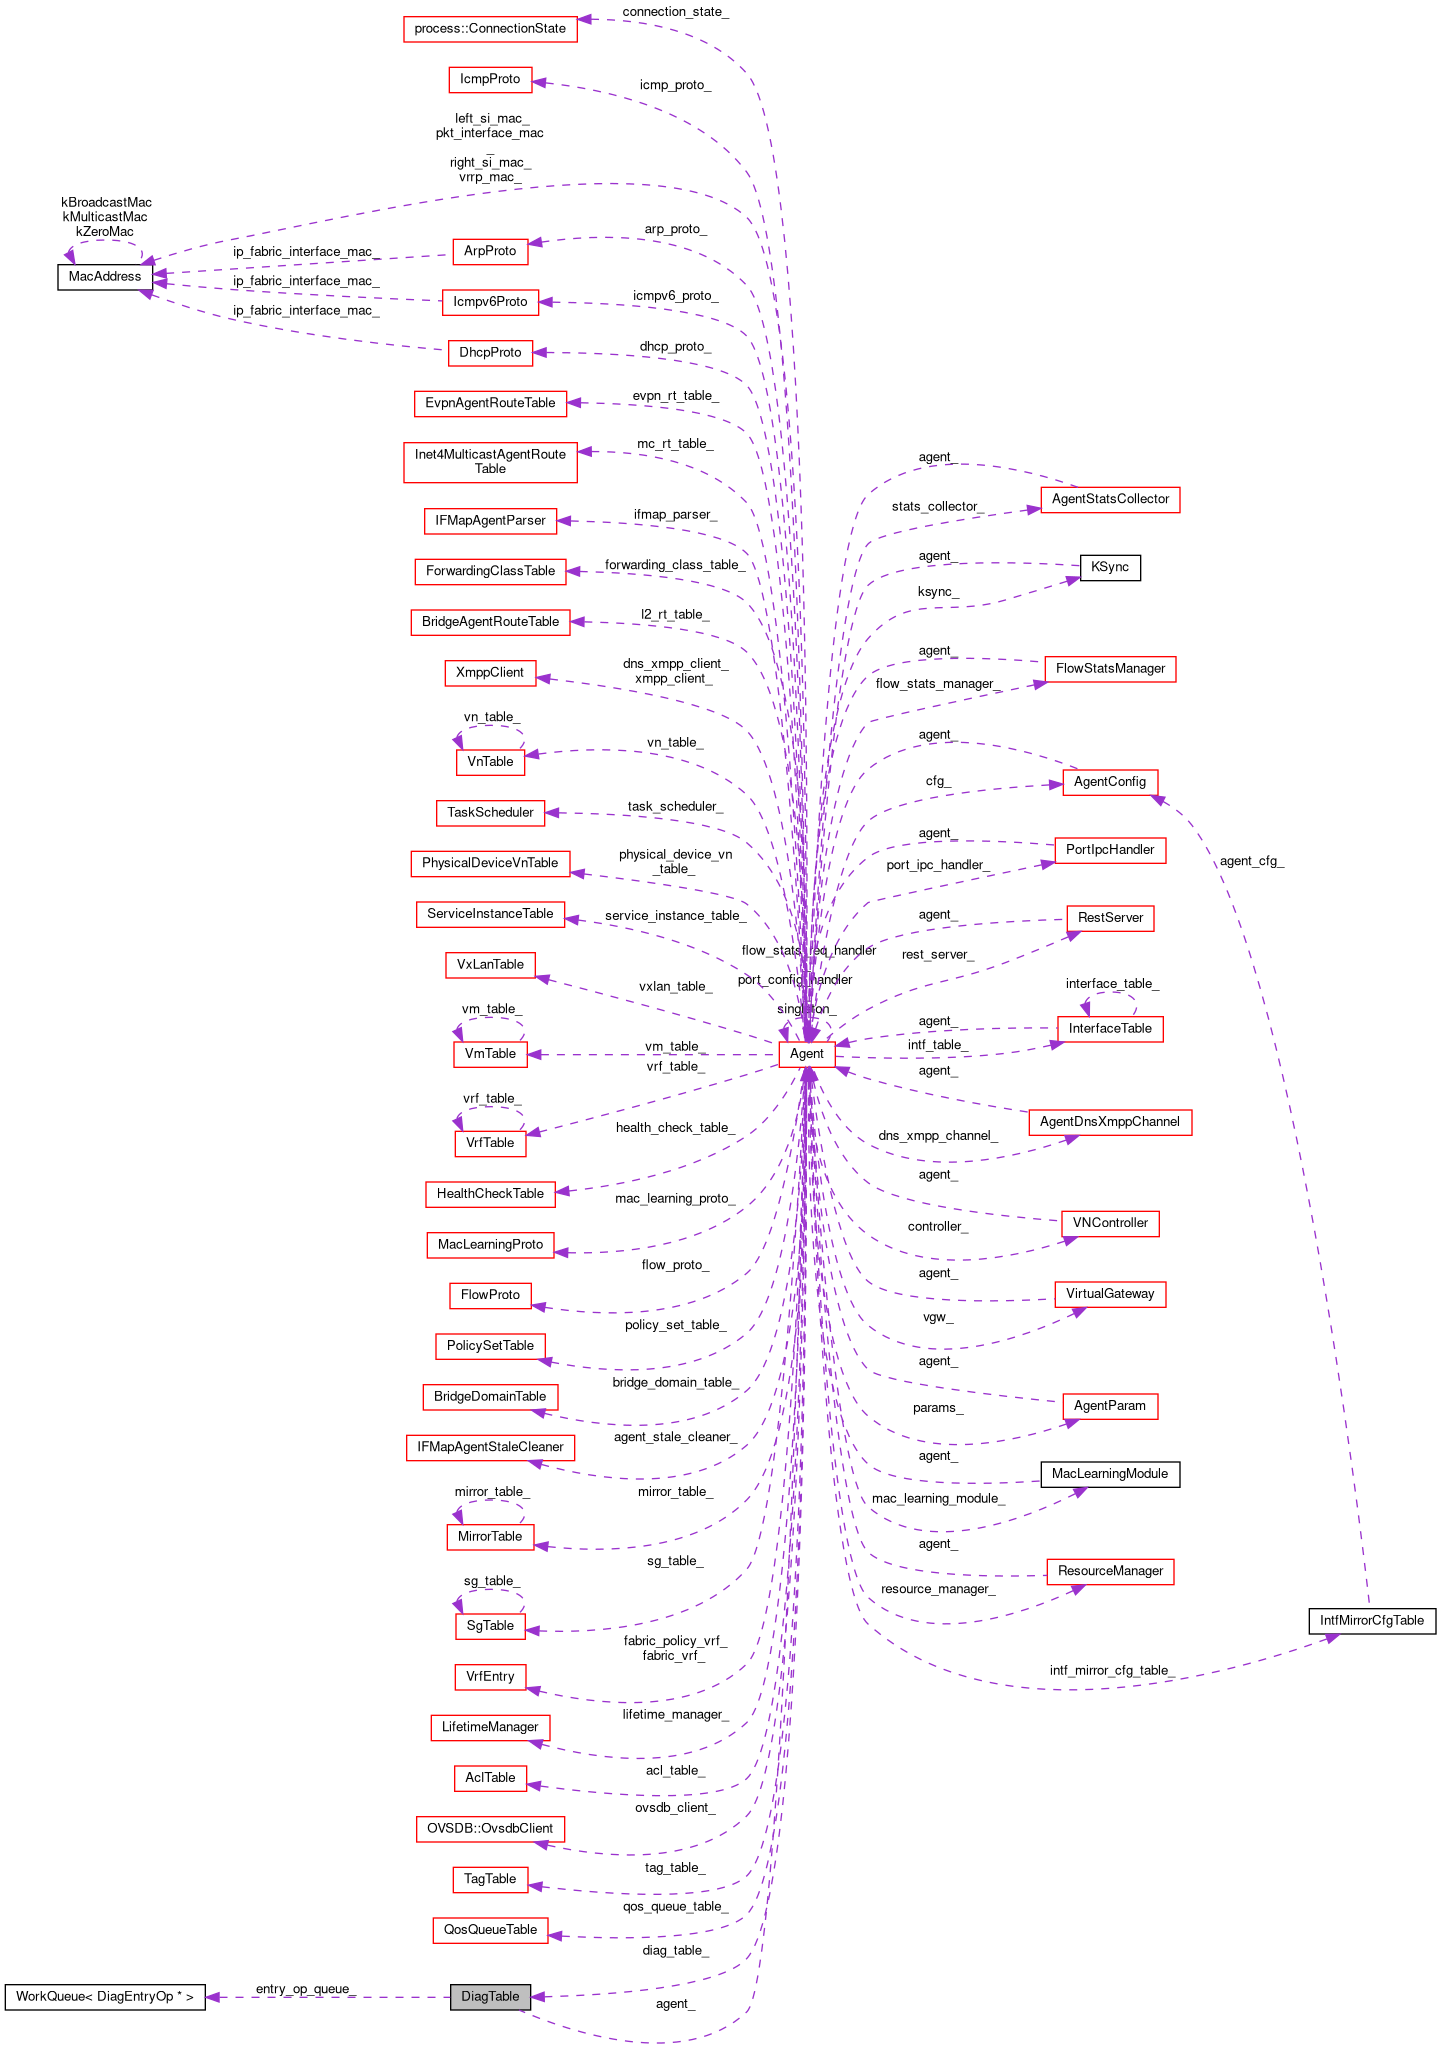 connection_state_
process::ConnectionState
IcmpProto
icmp_proto_
left_si_mac_
pkt_interface_mac
_
right_si_mac_
vrrp_mac_
kBroadcastMac
kMulticastMac
kZeroMac
MacAddress
ip_fabric_interface_mac_
ArpProto
arp_proto_
ip_fabric_interface_mac_
Icmpv6Proto
icmpv6_proto_
ip_fabric_interface_mac_
DhcpProto
dhcp_proto_
EvpnAgentRouteTable
evpn_rt_table_
Inet4MulticastAgentRoute
Table
mc_rt_table_
IFMapAgentParser
ifmap_parser_
ForwardingClassTable
forwarding_class_table_
BridgeAgentRouteTable
l2_rt_table_
XmppClient
dns_xmpp_client_
xmpp_client_
vn_table_
VnTable
vn_table_
TaskScheduler
task_scheduler_
PhysicalDeviceVnTable
physical_device_vn
_table_
ServiceInstanceTable
service_instance_table_
VxLanTable
vxlan_table_
vm_table_
VmTable
vm_table_
vrf_table_
vrf_table_
VrfTable
health_check_table_
HealthCheckTable
mac_learning_proto_
MacLearningProto
flow_proto_
FlowProto
policy_set_table_
PolicySetTable
bridge_domain_table_
BridgeDomainTable
agent_stale_cleaner_
IFMapAgentStaleCleaner
mirror_table_
mirror_table_
MirrorTable
sg_table_
sg_table_
SgTable
fabric_policy_vrf_
fabric_vrf_
VrfEntry
lifetime_manager_
LifetimeManager
acl_table_
AclTable
ovsdb_client_
OVSDB::OvsdbClient
tag_table_
TagTable
qos_queue_table_
QosQueueTable
diag_table_
WorkQueue< DiagEntryOp * >
entry_op_queue_
DiagTable
agent_
flow_stats_req_handler
port_config_handler
singleton_
Agent
agent_
AgentStatsCollector
stats_collector_
agent_
KSync
ksync_
agent_
FlowStatsManager
flow_stats_manager_
agent_
AgentConfig
cfg_
agent_
PortIpcHandler
port_ipc_handler_
agent_cfg_
agent_
RestServer
rest_server_
interface_table_
agent_
InterfaceTable
intf_table_
agent_
AgentDnsXmppChannel
dns_xmpp_channel_
agent_
VNController
controller_
agent_
VirtualGateway
vgw_
agent_
AgentParam
params_
agent_
MacLearningModule
mac_learning_module_
agent_
ResourceManager
resource_manager_
IntfMirrorCfgTable
intf_mirror_cfg_table_